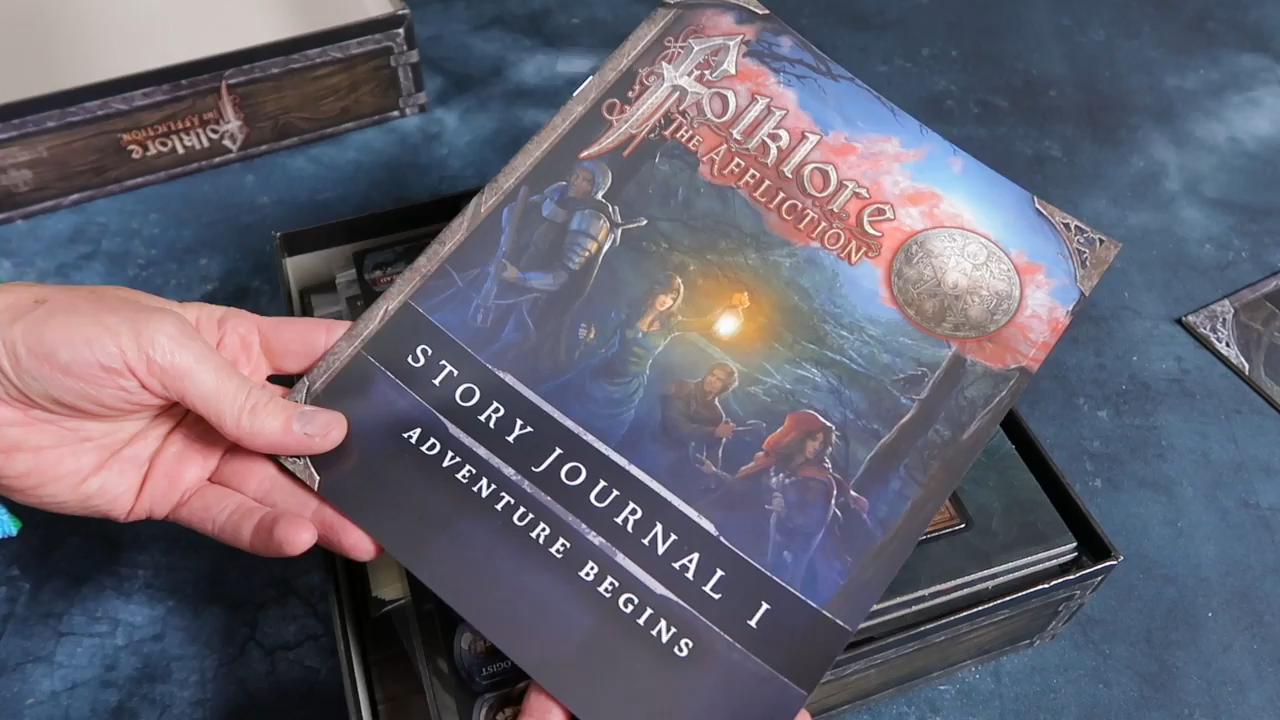 Folklore
THE AFFLICTION
Folklore
THE AFFLICTION
STORY JOURNAL I
ADVENTURE BEGINS